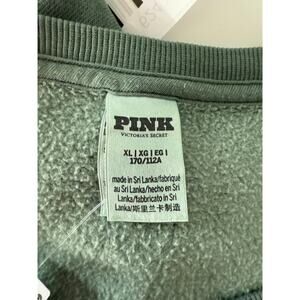 PINK
VICTORIA'S SECRET
XL | XG | EG |
170/112A
made in Sri Lanka/fabriqué
au Sri Lanka/hecho en Sri
Lanka/fabbricato in Sri
Lanka/斯里兰卡制造